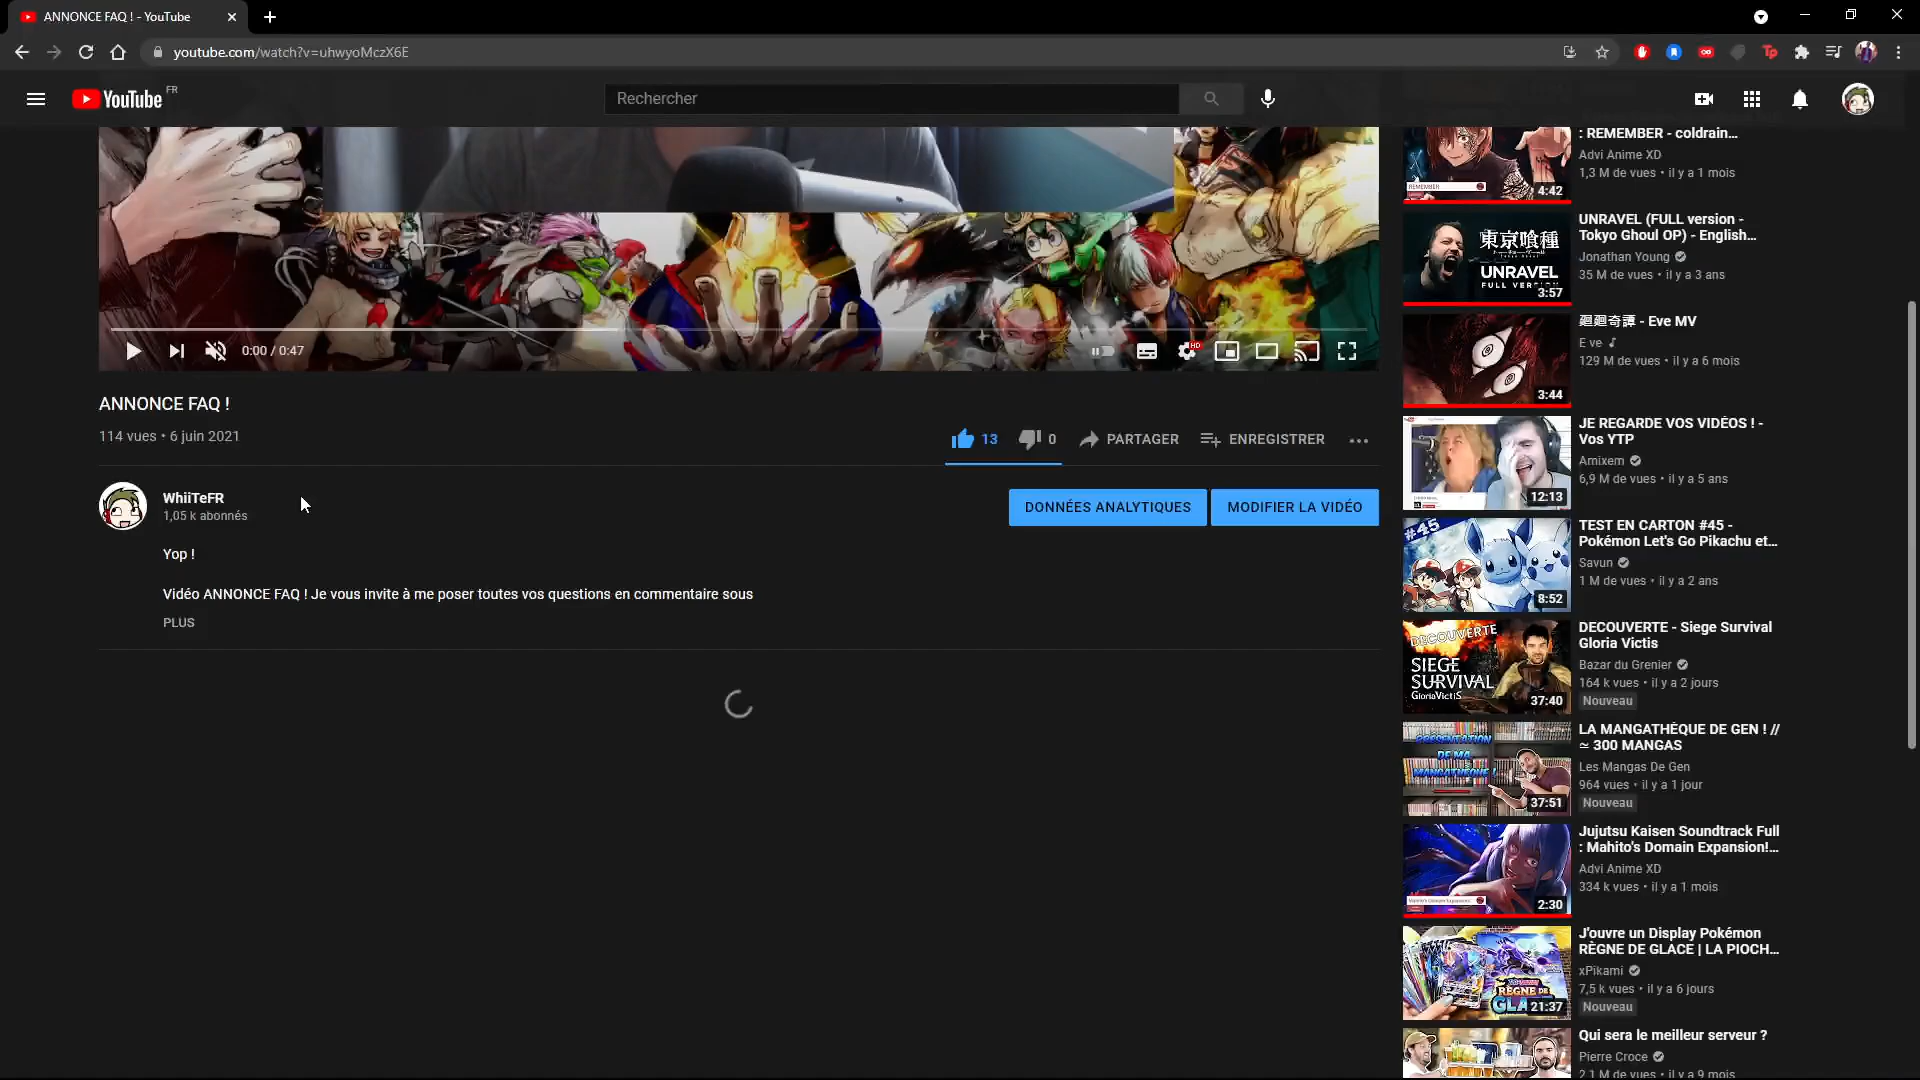 ANNONCE FAQ ! - YouTube
youtube.com/watch?v=uhwyoMczX6E
YouTube FR
Rechercher
HD
0:00 / 0:47
ANNONCE FAQ !
114 vues • 6 juin 2021
13
0
PARTAGER
ENREGISTRER
WhiiTeFR
1,05 k abonnés
DONNÉES ANALYTIQUES
MODIFIER LA VIDÉO
Yop !
Vidéo ANNONCE FAQ ! Je vous invite à me poser toutes vos questions en commentaire sous
PLUS
: REMEMBER - coldrain...
Advi Anime XD
1,3 M de vues • il y a 1 mois
REMEMBER
4:42
UNRAVEL (FULL version -
Tokyo Ghoul OP) - English...
Jonathan Young
35 M de vues • il y a 3 ans
東京喰種
UNRAVEL
FULL VERSION
3:57
廻廻奇譚 - Eve MV
E ve ♪
129 M de vues • il y a 6 mois
3:44
JE REGARDE VOS VIDÉOS ! -
Vos YTP
Amixem
6,9 M de vues • il y a 5 ans
12:13
TEST EN CARTON #45 -
Pokémon Let's Go Pikachu et...
Savun
1 M de vues • il y a 2 ans
#45
8:52
DECOUVERTE - Siege Survival
Gloria Victis
Bazar du Grenier
164 k vues • il y a 2 jours
Nouveau
DECOUVERTE
SIEGE
SURVIVAL
GloriaVictiS
37:40
LA MANGATHÈQUE DE GEN ! //
≃ 300 MANGAS
Les Mangas De Gen
964 vues • il y a 1 jour
Nouveau
PRÉSENTATION
DE MA
MANGATHÈQUE !
37:51
Jujutsu Kaisen Soundtrack Full
: Mahito's Domain Expansion!...
Advi Anime XD
334 k vues • il y a 1 mois
2:30
J'ouvre un Display Pokémon
RÈGNE DE GLACE | LA PIOCH...
xPikami
7,5 k vues • il y a 6 jours
Nouveau
RÈGNE DE
21:37
Qui sera le meilleur serveur ?
Pierre Croce
2,1 M de vues • il y a 9 mois